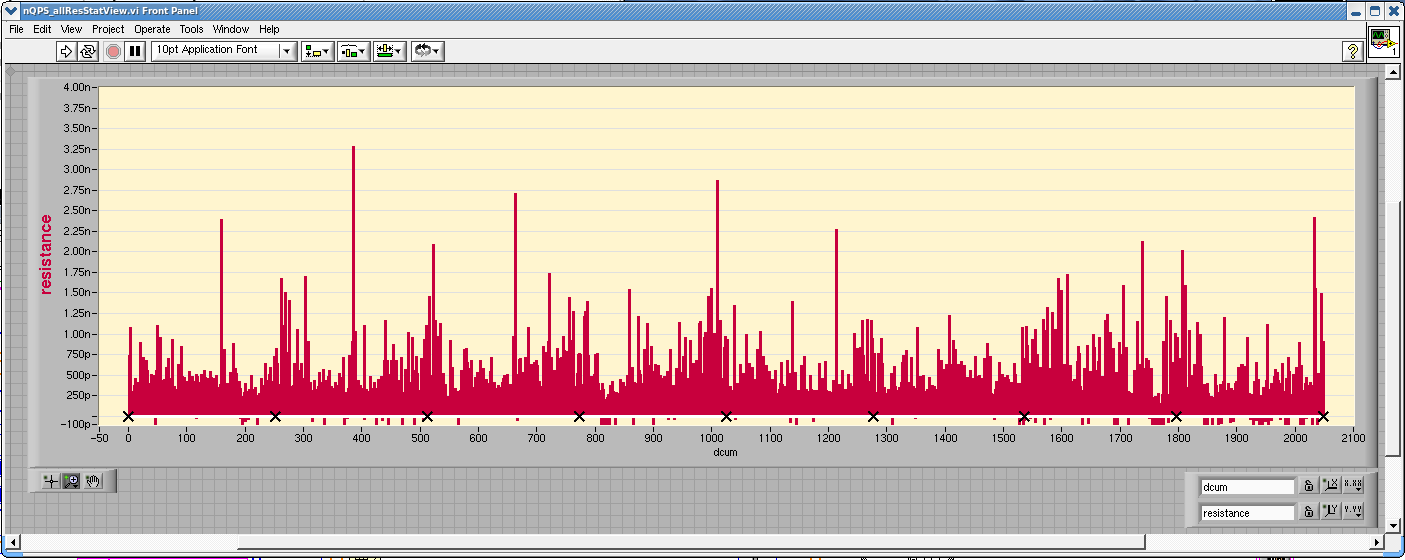 nQPS_allResStatView.vi Front Panel
File Edit View Project Operate Tools Window Help
10pt Application Font
?
1
4.00n
3.75n
3.50n
3.25n
3.00n
2.75n
2.50n
2.25n
2.00n
1.75n
1.50n
1.25n
1.00n
750p
500p
250p
-100p
resistance
-50 0 100 200 300 400 500 600 700 800 900 1000 1100 1200 1300 1400 1500 1600 1700 1800 1900 2000 2100
dcum
dcum
X X.XX
resistance
Y Y.YY